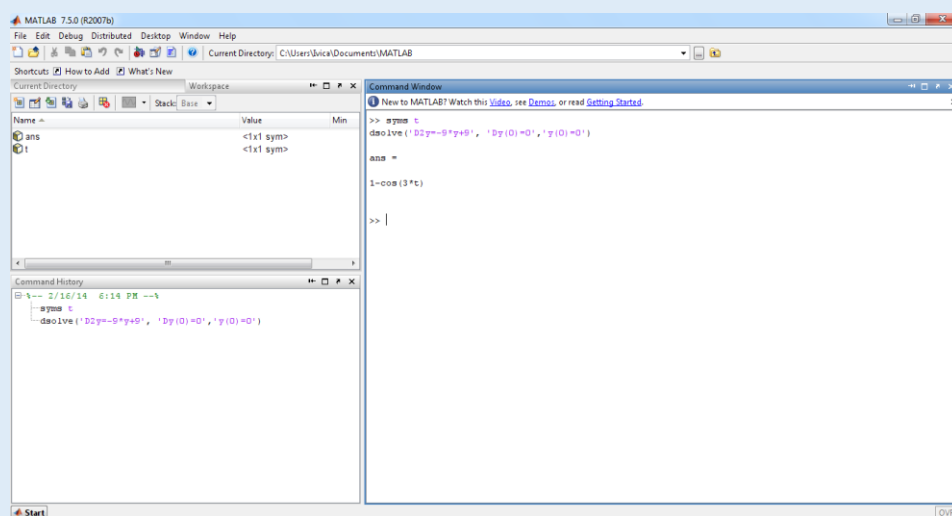 MATLAB 7.5.0 (R2007b)
File Edit Debug Distributed Desktop Window Help
Current Directory: C:\Users\Ivica\Documents\MATLAB
Shortcuts How to Add What's New
Current Directory Workspace
Stack: Base
Name Value Min
ans <1x1 sym>
t <1x1 sym>
Command History
%-- 2/16/14 6:14 PM --%
syms t
dsolve('D2y=-9*y+9', 'Dy(0)=0','y(0)=0')
Command Window
New to MATLAB? Watch this Video, see Demos, or read Getting Started.
>> syms t
dsolve('D2y=-9*y+9', 'Dy(0)=0','y(0)=0')
ans =
1-cos(3*t)
>>
Start